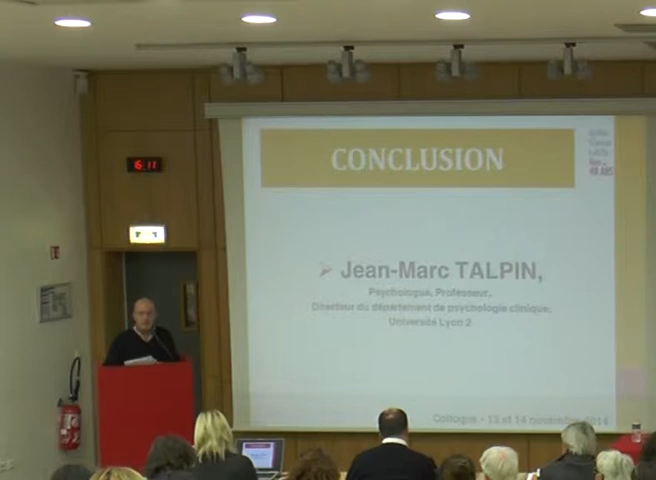 16:11
CONCLUSION
Jean-Marc TALPIN,
Psychologue, Professeur,
Directeur du département de psychologie clinique,
Université Lyon 2
Colloque - 13 et 14 novembre 2014